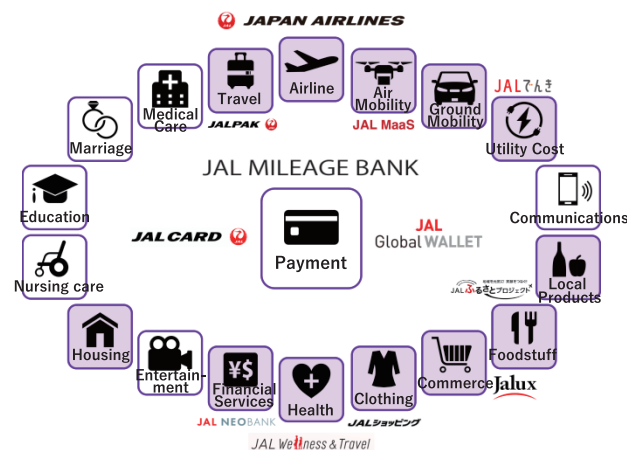 JAPAN AIRLINES
Airline
Travel
Air
Mobility
Medical
Care
Ground
Mobility
JALでんき
JALPAK
JAL MaaS
Marriage
Utility Cost
JAL MILEAGE BANK
Education
Communications
JAL CARD
JAL
Global WALLET
Payment
Nursing care
JALふるさとプロジェクト
Local
Products
Housing
Foodstuff
Entertain-
ment
¥$
Financial
Services
Health
Clothing
Commerce
Jalux
JAL NEOBANK
JALショッピング
JAL Wellness & Travel